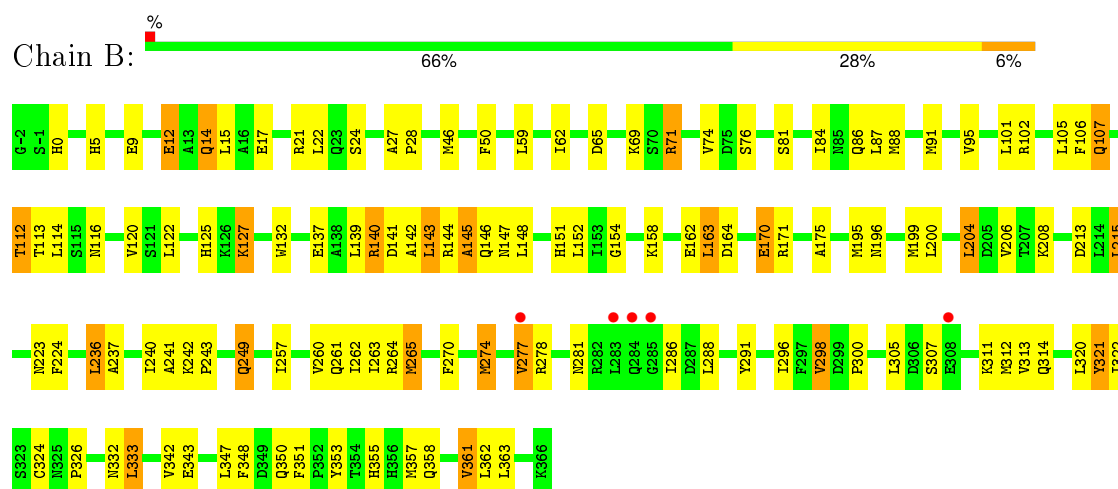 %
Chain B:
66% 28% 6%
G-2 S-1 H0 H5 E9 E12 A13 Q14 L15 A16 E17 R21 L22 Q23 S24 A27 P28 M46 F50 L59 I62 D65 K69 S70 R71 V74 D75 S76 S81 I84 N85 Q86 L87 M88 M91 V95 L101 R102 L105 F106 Q107
T112 T113 L114 S115 N116 V120 S121 L122 H125 K126 K127 W132 E137 A138 L139 R140 D141 A142 L143 R144 A145 Q146 N147 L148 H151 L152 I153 G154 K158 E162 L163 D164 E170 R171 A175 M195 N196 M199 L200 L204 D205 V206 T207 K208 D213 L214 L215
N223 F224 L236 A237 I240 A241 K242 P243 Q249 I257 V260 Q261 I262 I263 R264 M265 F270 M274 V277 R278 N281 R282 L283 Q284 G285 I286 D287 L288 Y291 I296 F297 V298 D299 P300 L305 D306 S307 E308 K311 M312 V313 Q314 L320 Y321
S323 C324 N325 P326 N332 L333 V342 E343 L347 F348 D349 Q350 F351 P352 Y353 T354 H355 H356 M357 Q358 V361 L362 L363 K366